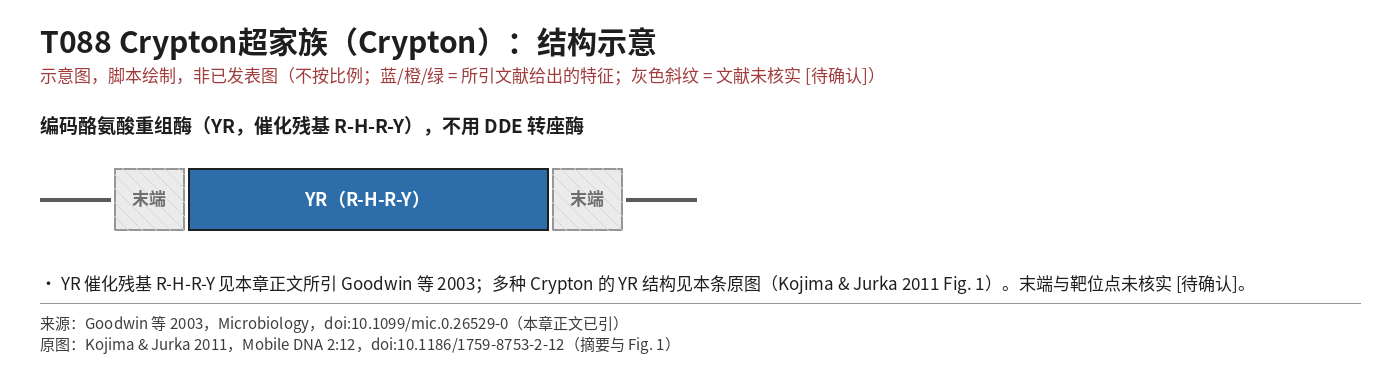 T088 Crypton超家族（Crypton）：结构示意
示意图，脚本绘制，非已发表图（不按比例；蓝/橙/绿 = 所引文献给出的特征；灰色斜纹 = 文献未核实 [待确认]）
编码酪氨酸重组酶（YR，催化残基 R-H-R-Y），不用 DDE 转座酶
末端
YR（R-H-R-Y）
末端
· YR 催化残基 R-H-R-Y 见本章正文所引 Goodwin 等 2003；多种 Crypton 的 YR 结构见本条原图（Kojima & Jurka 2011 Fig. 1）。末端与靶位点未核实 [待确认]。
来源：Goodwin 等 2003，Microbiology，doi:10.1099/mic.0.26529-0（本章正文已引）
原图：Kojima & Jurka 2011，Mobile DNA 2:12，doi:10.1186/1759-8753-2-12（摘要与 Fig. 1）